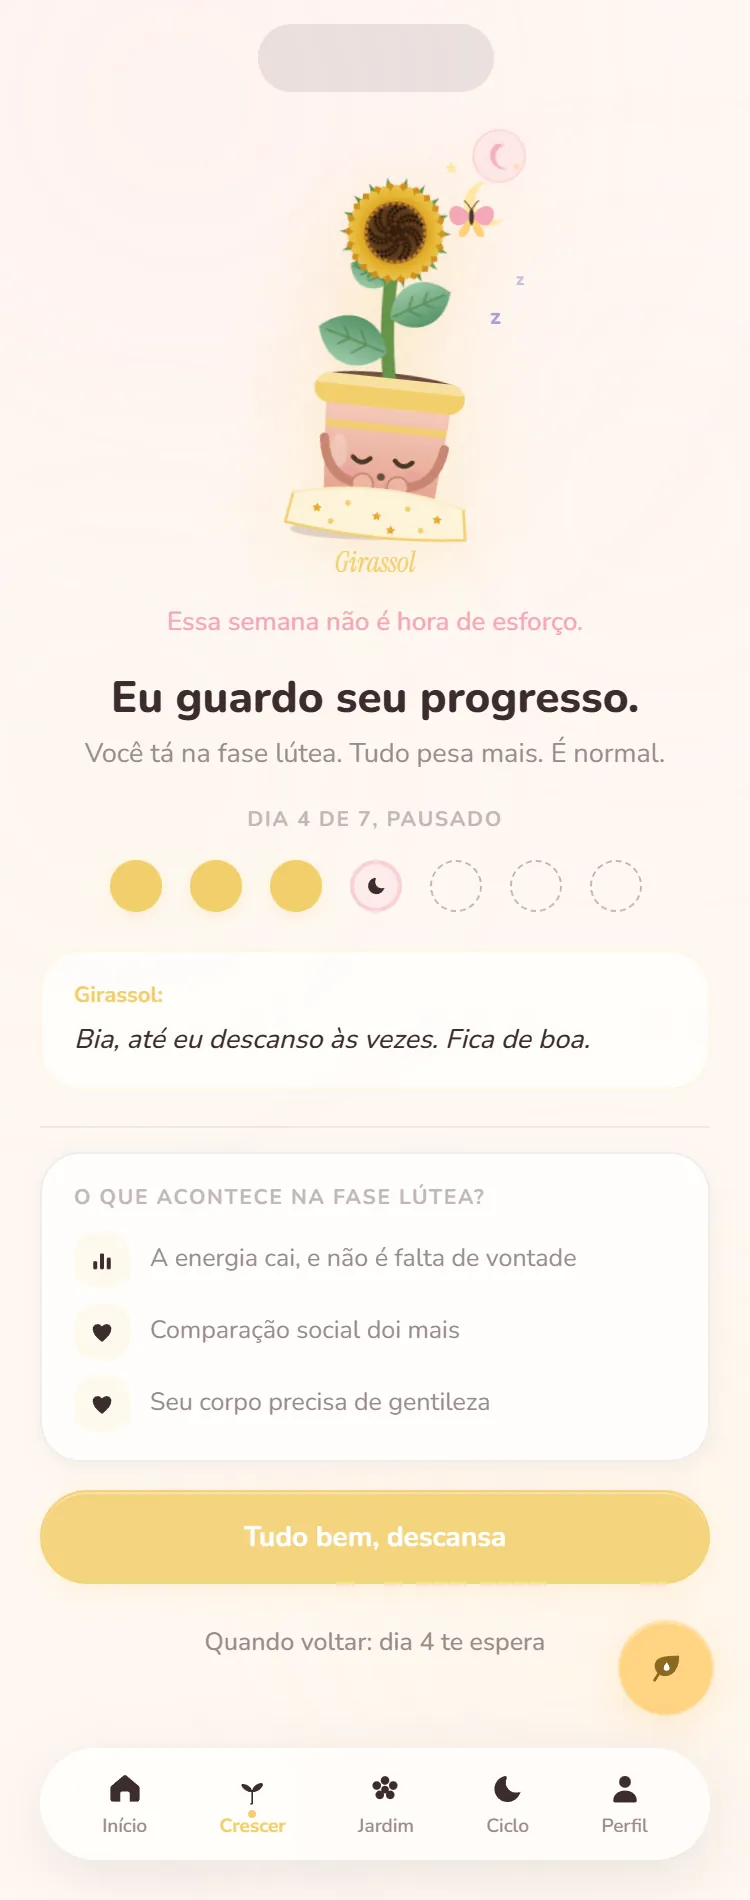 z
z
Girassol
Essa semana não é hora de esforço.
Eu guardo seu progresso.
Você tá na fase lútea. Tudo pesa mais. É normal.
DIA 4 DE 7, PAUSADO
Girassol:
Bia, até eu descanso às vezes. Fica de boa.
O QUE ACONTECE NA FASE LÚTEA?
A energia cai, e não é falta de vontade
Comparação social doi mais
Seu corpo precisa de gentileza
Tudo bem, descansa
Quando voltar: dia 4 te espera
Início Crescer Jardim Ciclo Perfil